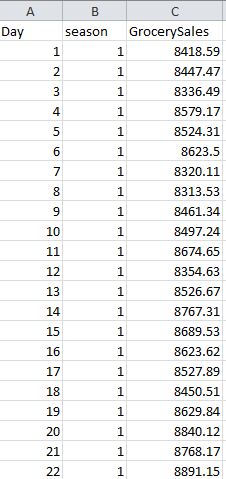 A B C
Day season GrocerySales
1 1 8418.59
2 1 8447.47
3 1 8336.49
4 1 8579.17
5 1 8524.31
6 1 8623.5
7 1 8320.11
8 1 8313.53
9 1 8461.34
10 1 8497.24
11 1 8674.65
12 1 8354.63
13 1 8526.67
14 1 8767.31
15 1 8689.53
16 1 8623.62
17 1 8527.89
18 1 8450.51
19 1 8629.84
20 1 8840.12
21 1 8768.17
22 1 8891.15